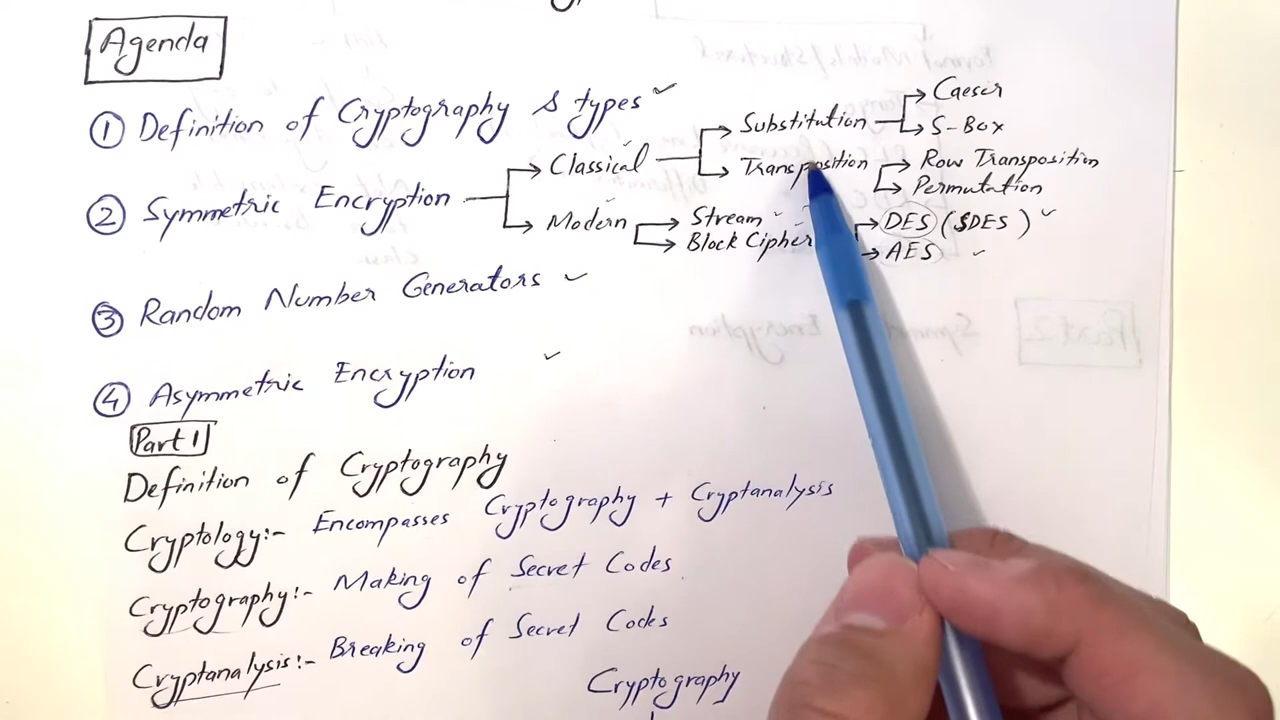 Agenda
① Definition of Cryptography & types ✓
② Symmetric Encryption
Classical
Substitution
Caeser
S-Box
Transposition
Row Transposition
Permutation
Modern
Stream
Block Cipher
DES (SDES) ✓
AES ✓
③ Random Number Generators ✓
④ Asymmetric Encryption ✓
Part 1
Definition of Cryptography
Cryptology:- Encompasses Cryptography + Cryptanalysis
Cryptography:- Making of Secret Codes
Cryptanalysis:- Breaking of Secret Codes
Cryptography